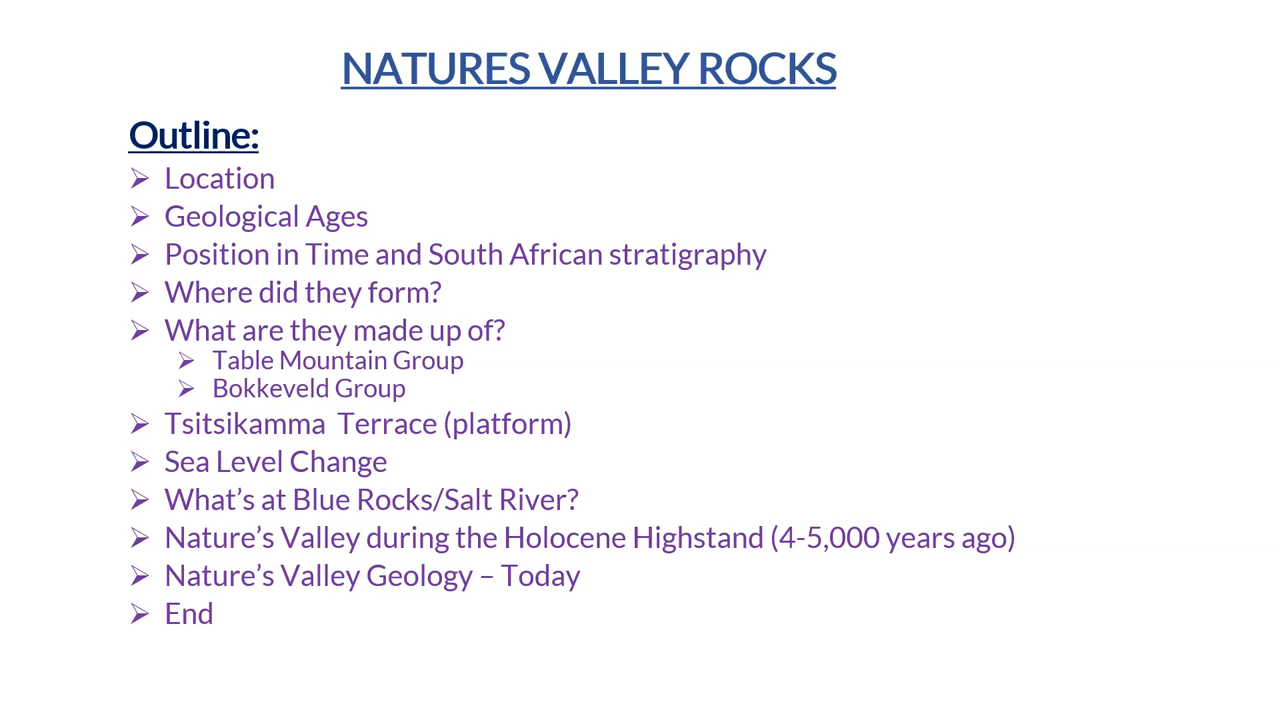 NATURES VALLEY ROCKS
Outline:
➢ Location
➢ Geological Ages
➢ Position in Time and South African stratigraphy
➢ Where did they form?
➢ What are they made up of?
➢ Table Mountain Group
➢ Bokkeveld Group
➢ Tsitsikamma  Terrace (platform)
➢ Sea Level Change
➢ What’s at Blue Rocks/Salt River?
➢ Nature’s Valley during the Holocene Highstand (4-5,000 years ago)
➢ Nature’s Valley Geology – Today
➢ End